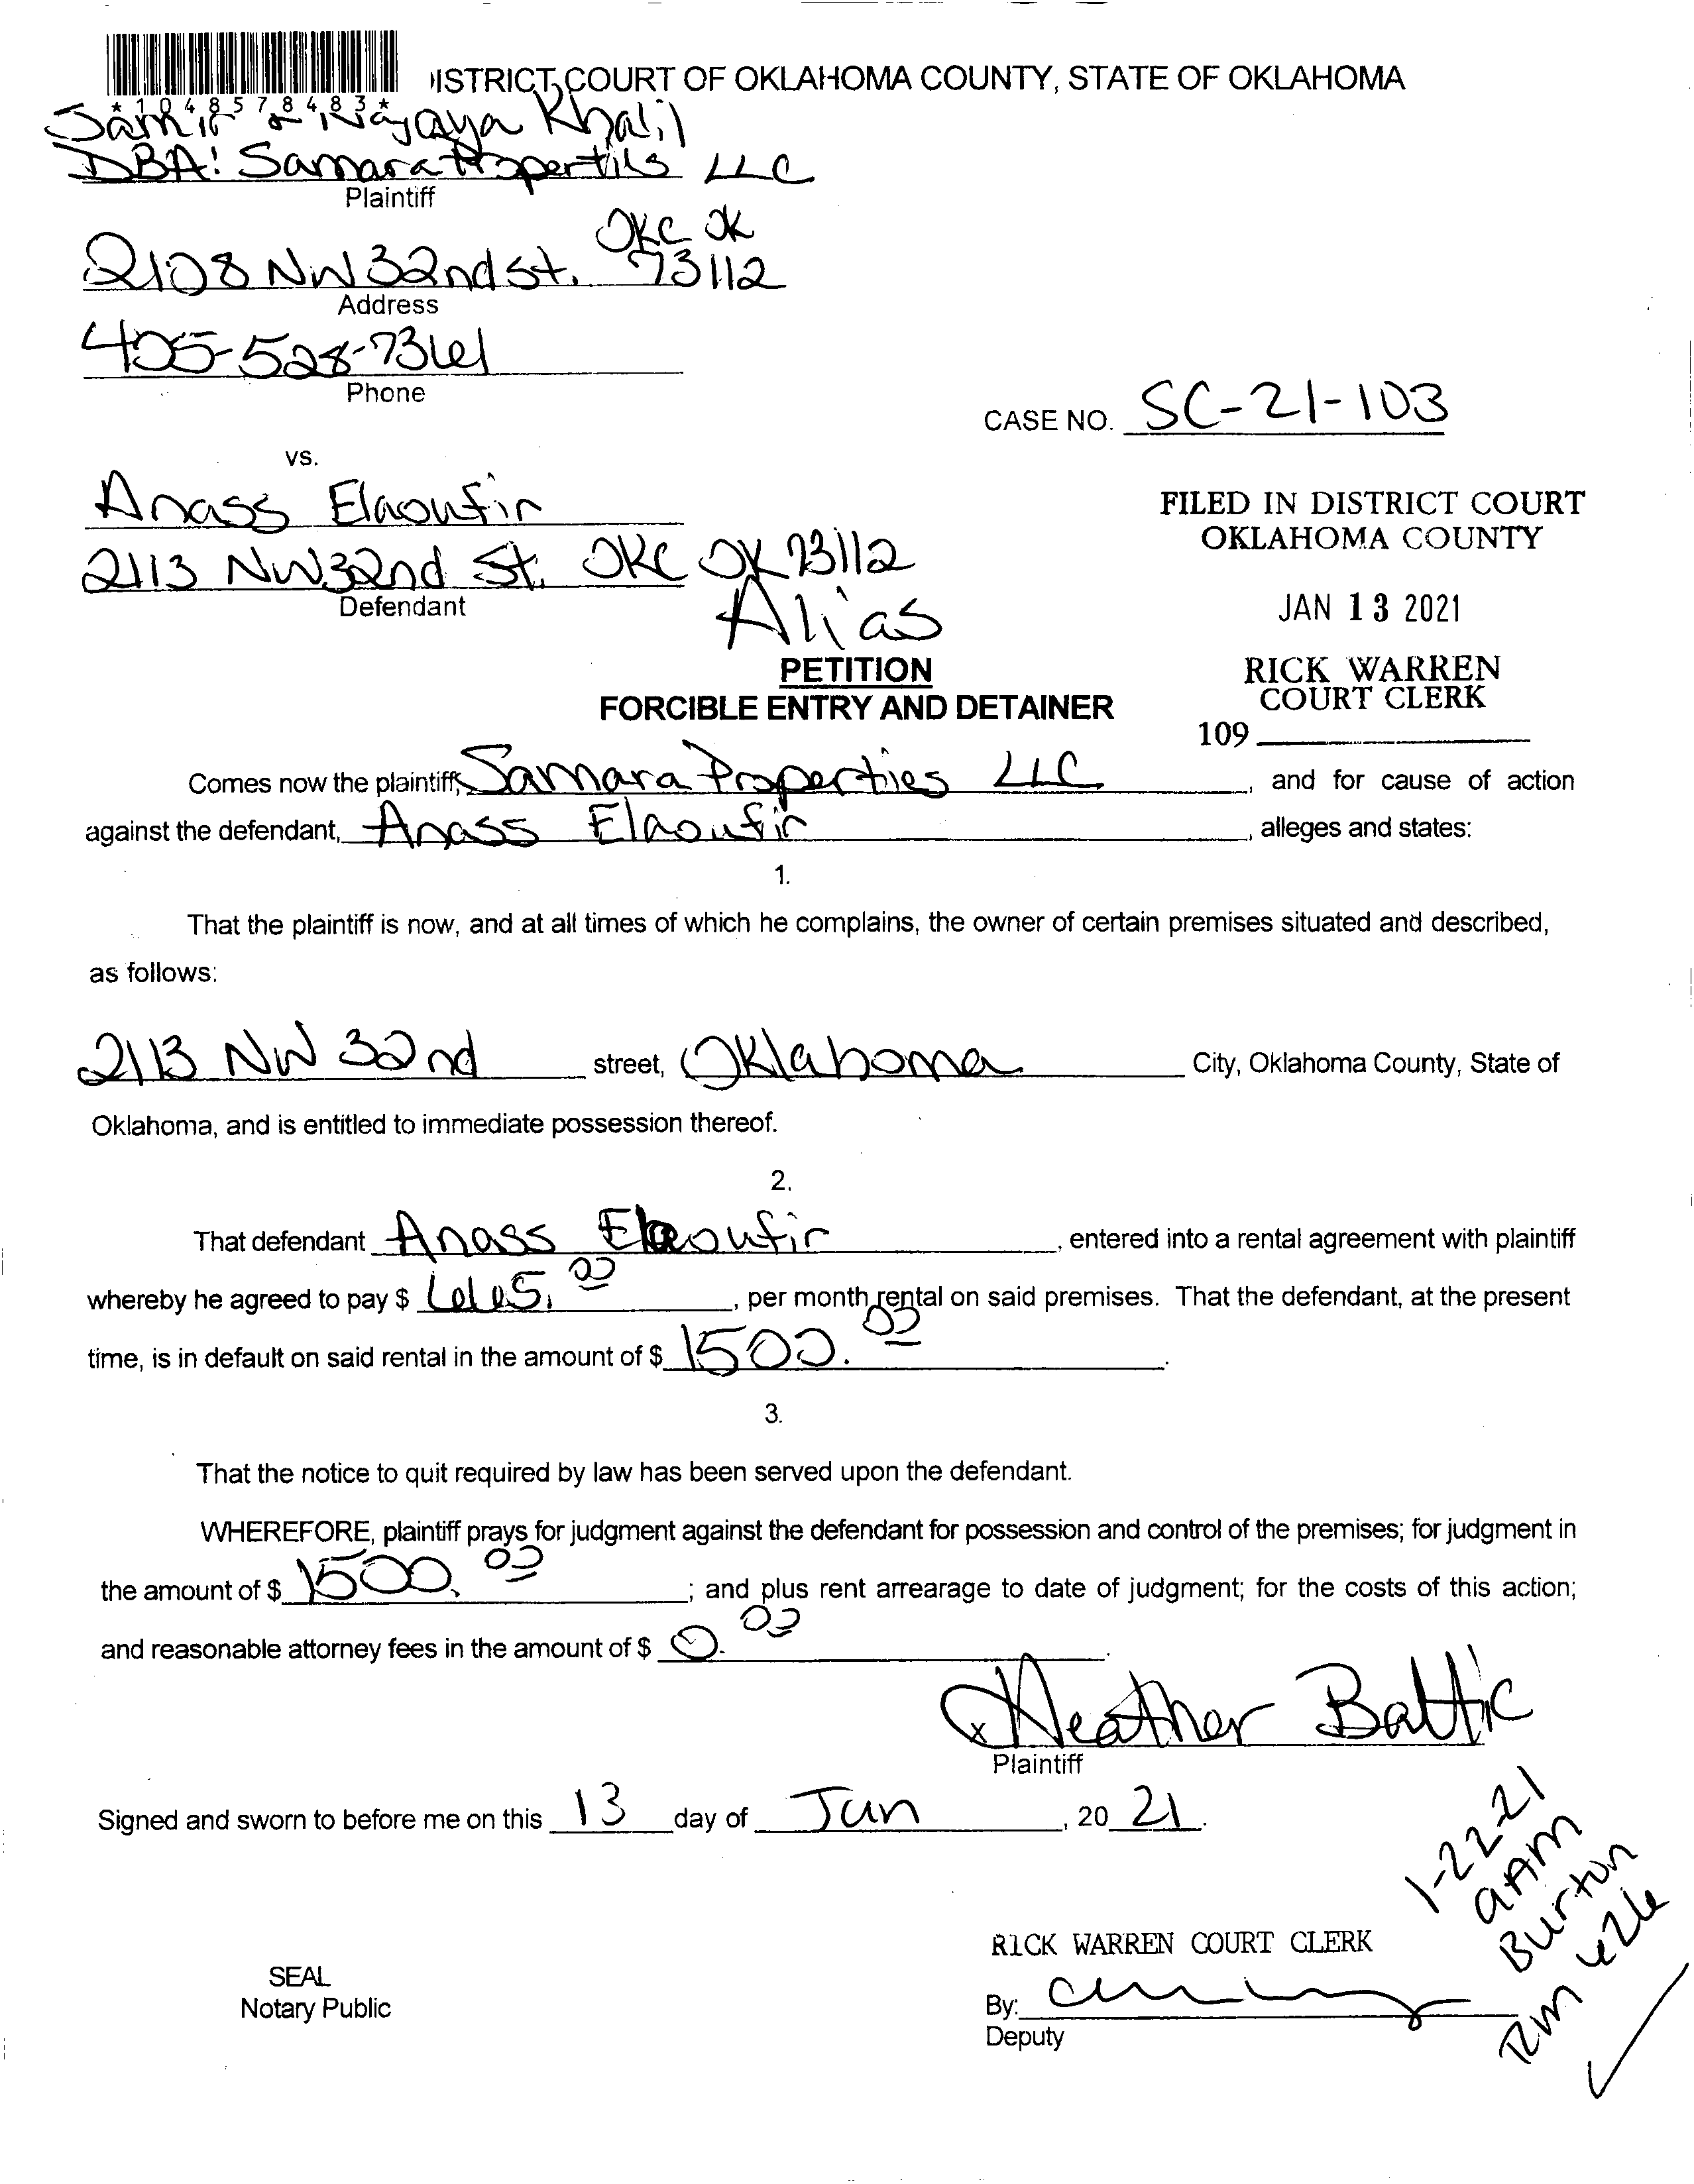 *1048578483*
ISTRICT COURT OF OKLAHOMA COUNTY, STATE OF OKLAHOMA
Samir & Khalil
DBA: Samara Properties LLC
Plaintiff
OKC OK
2108 NW 32nd St. 73112
Address
405-528-7361
Phone
CASE NO. SC-21-103
vs.
Anass Elaoufir
FILED IN DISTRICT COURT
OKLAHOMA COUNTY
2113 NW 32nd St. OKC OK 73112
Defendant
Alias
JAN 13 2021
PETITION
FORCIBLE ENTRY AND DETAINER
RICK WARREN
COURT CLERK
109
Comes now the plaintiff, Samara Properties LLC, and for cause of action
against the defendant, Anass Elaoufir, alleges and states:
1.
That the plaintiff is now, and at all times of which he complains, the owner of certain premises situated and described,
as follows:
2113 NW 32nd street, Oklahoma City, Oklahoma County, State of
Oklahoma, and is entitled to immediate possession thereof.
2.
That defendant Anass Elaoufir, entered into a rental agreement with plaintiff
whereby he agreed to pay $ 665.00, per month rental on said premises. That the defendant, at the present
time, is in default on said rental in the amount of $ 1500.00.
3.
That the notice to quit required by law has been served upon the defendant.
WHEREFORE, plaintiff prays for judgment against the defendant for possession and control of the premises; for judgment in
the amount of $ 1500.00; and plus rent arrearage to date of judgment; for the costs of this action;
and reasonable attorney fees in the amount of $ 0.00.
x Heather Baltic
Plaintiff
Signed and sworn to before me on this 13 day of Jan, 20 21.
1-22-21
9AM
Burton
Rm 626
RICK WARREN COURT CLERK
SEAL
Notary Public
By:
Deputy